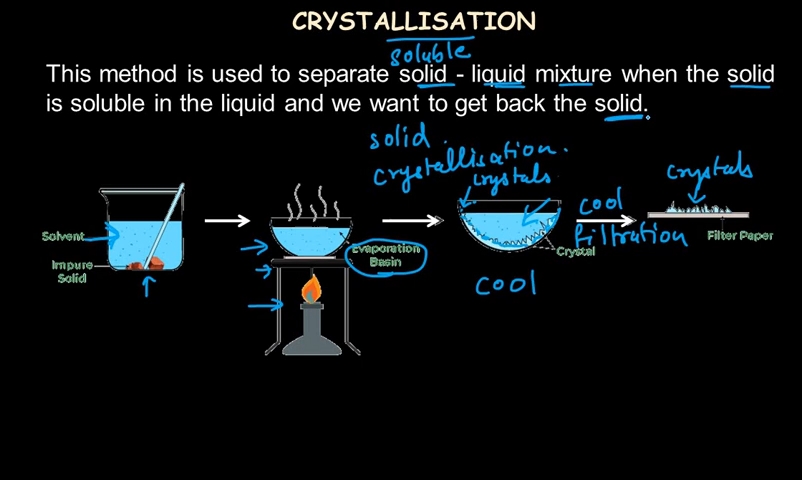 CRYSTALLISATION
soluble
This method is used to separate solid - liquid mixture when the solid
is soluble in the liquid and we want to get back the solid.
solid
crystallisation.
crystals
cool
filtration
crystals
Solvent
Impure
Solid
Evaporation
Basin
Crystal
cool
Filter Paper